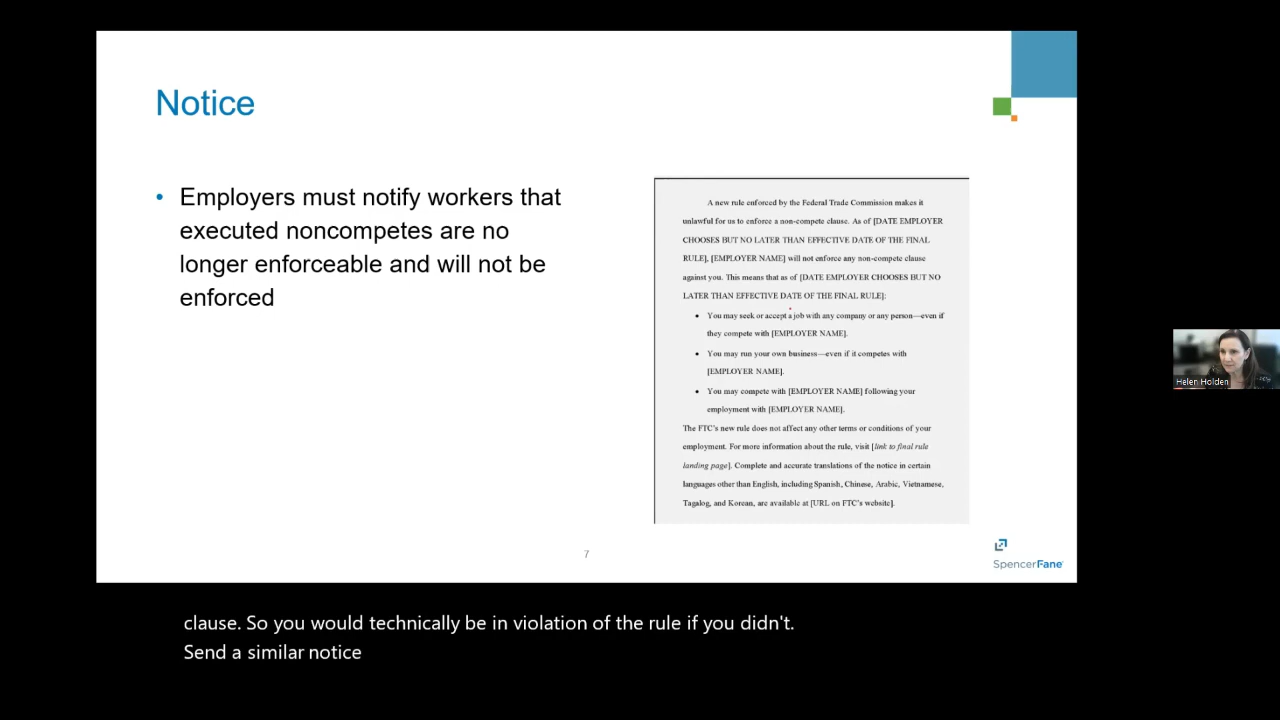 Notice
• Employers must notify workers that
executed noncompetes are no
longer enforceable and will not be
enforced
A new rule enforced by the Federal Trade Commission makes it
unlawful for us to enforce a non-compete clause. As of [DATE EMPLOYER
CHOOSES BUT NO LATER THAN EFFECTIVE DATE OF THE FINAL
RULE], [EMPLOYER NAME] will not enforce any non-compete clause
against you. This means that as of [DATE EMPLOYER CHOOSES BUT NO
LATER THAN EFFECTIVE DATE OF THE FINAL RULE]:
• You may seek or accept a job with any company or any person—even if
they compete with [EMPLOYER NAME].
• You may run your own business—even if it competes with
[EMPLOYER NAME].
• You may compete with [EMPLOYER NAME] following your
employment with [EMPLOYER NAME].
The FTC's new rule does not affect any other terms or conditions of your
employment. For more information about the rule, visit [link to final rule
landing page]. Complete and accurate translations of the notice in certain
languages other than English, including Spanish, Chinese, Arabic, Vietnamese,
Tagalog, and Korean, are available at [URL on FTC's website].
7
SpencerFane
Helen Holden
clause. So you would technically be in violation of the rule if you didn't.
Send a similar notice